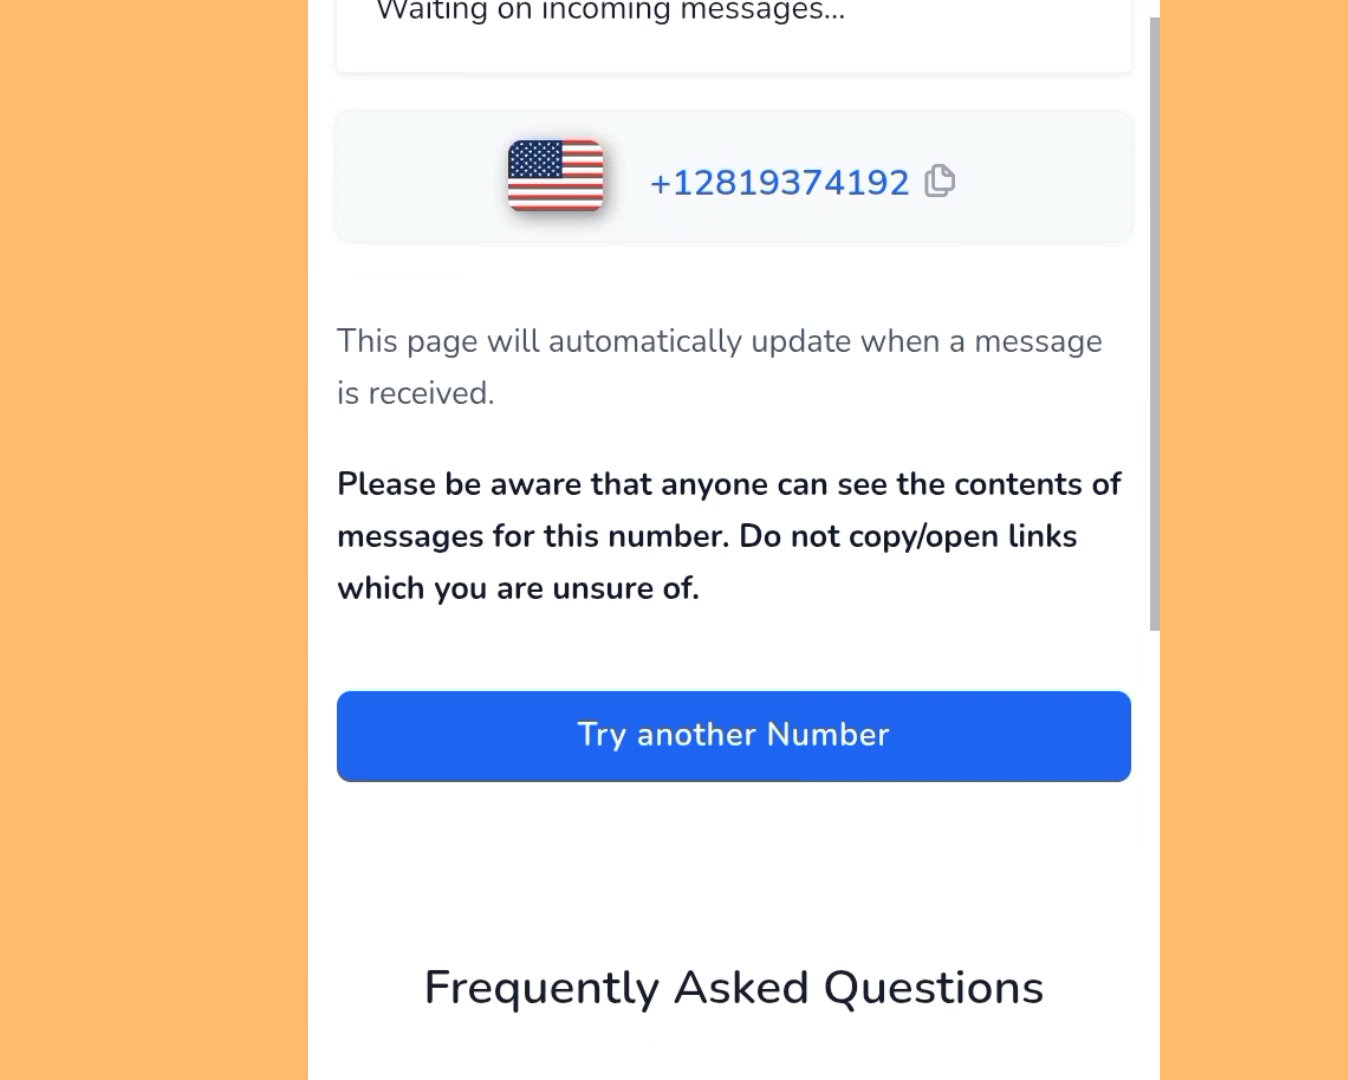 Waiting on incoming messages...
+12819374192
This page will automatically update when a message
is received.
Please be aware that anyone can see the contents of
messages for this number. Do not copy/open links
which you are unsure of.
Try another Number
Frequently Asked Questions